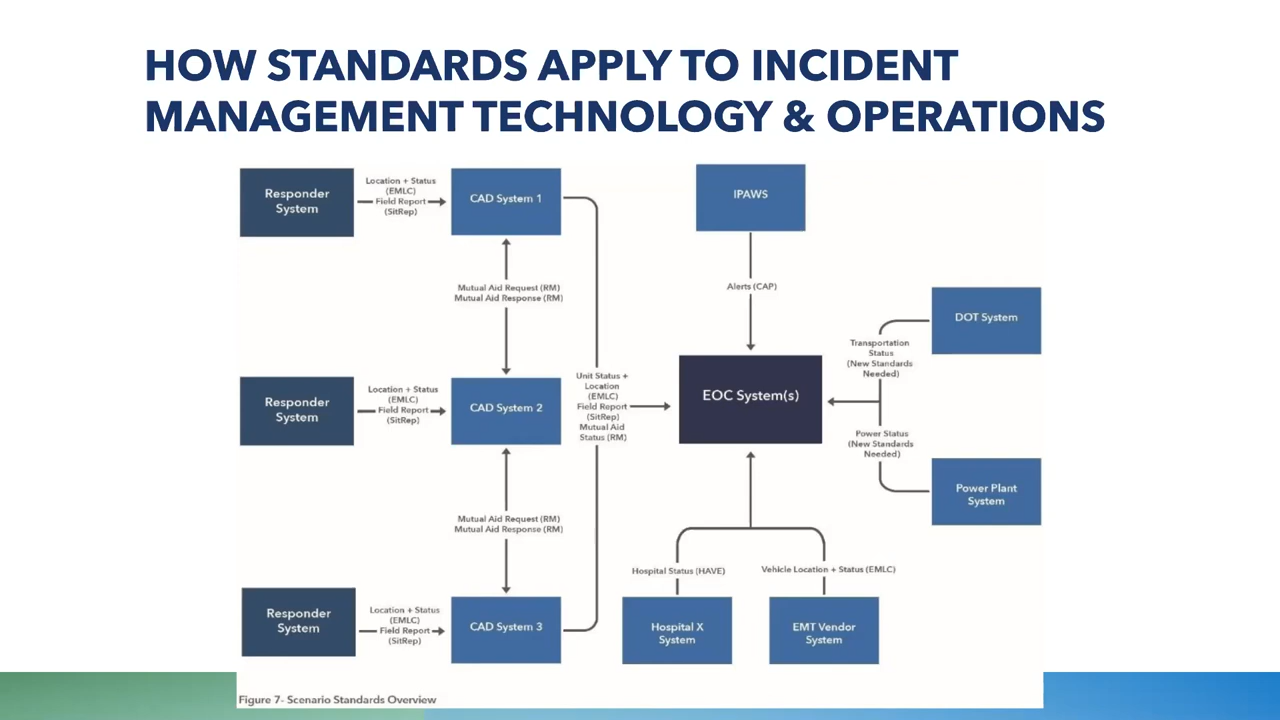 HOW STANDARDS APPLY TO INCIDENT
MANAGEMENT TECHNOLOGY & OPERATIONS
Responder
System
Location + Status
(EMLC)
Field Report
(SitRep)
CAD System 1
IPAWS
Mutual Aid Request (RM)
Mutual Aid Response (RM)
Alerts (CAP)
DOT System
Transportation
Status
(New Standards
Needed)
Responder
System
Location + Status
(EMLC)
Field Report
(SitRep)
CAD System 2
Unit Status +
Location
(EMLC)
Field Report
(SitRep)
Mutual Aid
Status (RM)
EOC System(s)
Power Status
(New Standards
Needed)
Power Plant
System
Mutual Aid Request (RM)
Mutual Aid Response (RM)
Hospital Status (HAVE)
Vehicle Location + Status (EMLC)
Responder
System
Location + Status
(EMLC)
Field Report
(SitRep)
CAD System 3
Hospital X
System
EMT Vendor
System
Figure 7- Scenario Standards Overview